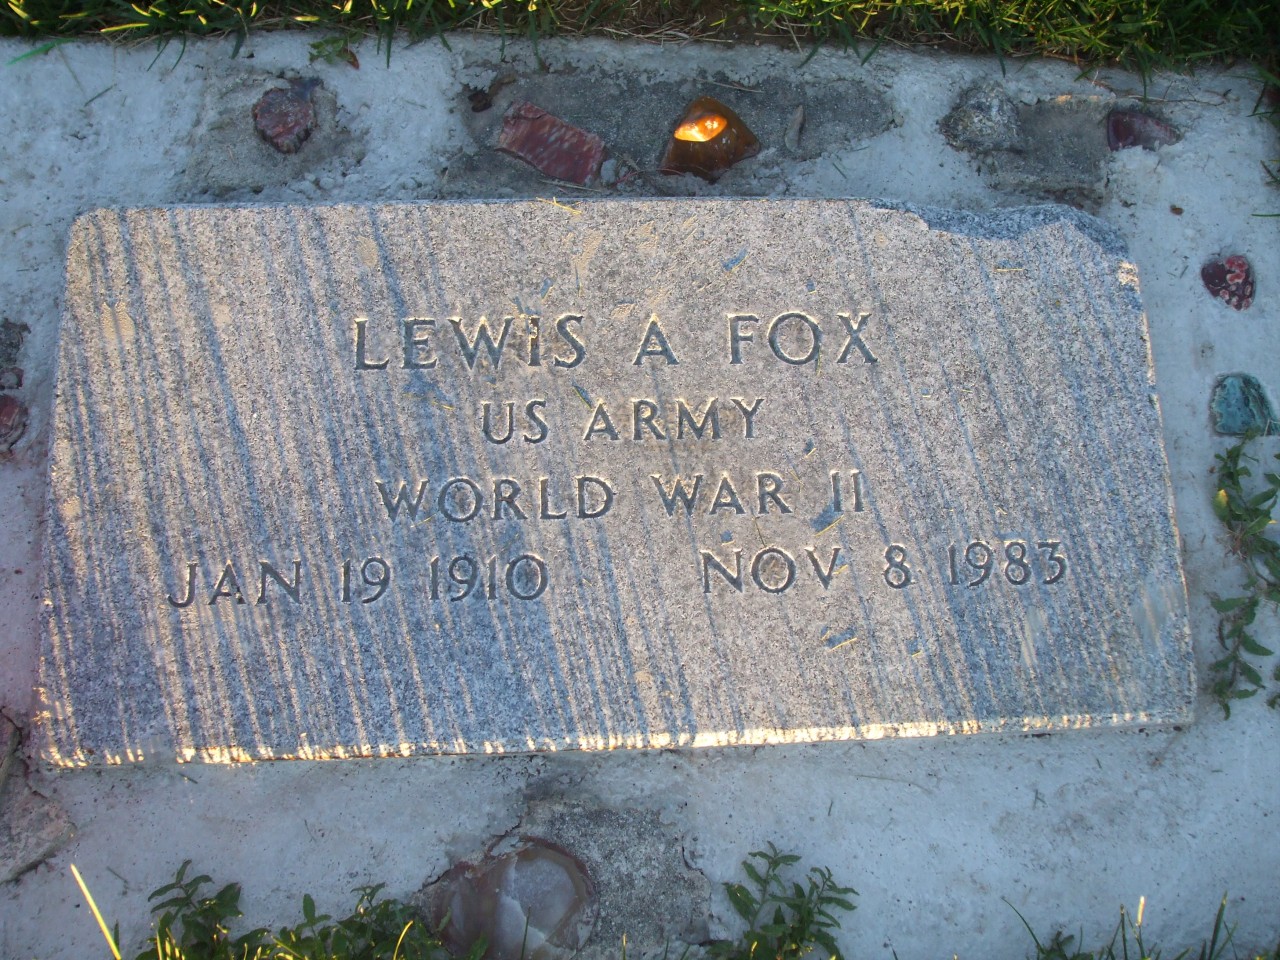 LEWIS A FOX
US ARMY
WORLD WAR II
JAN 19 1910 NOV 8 1983